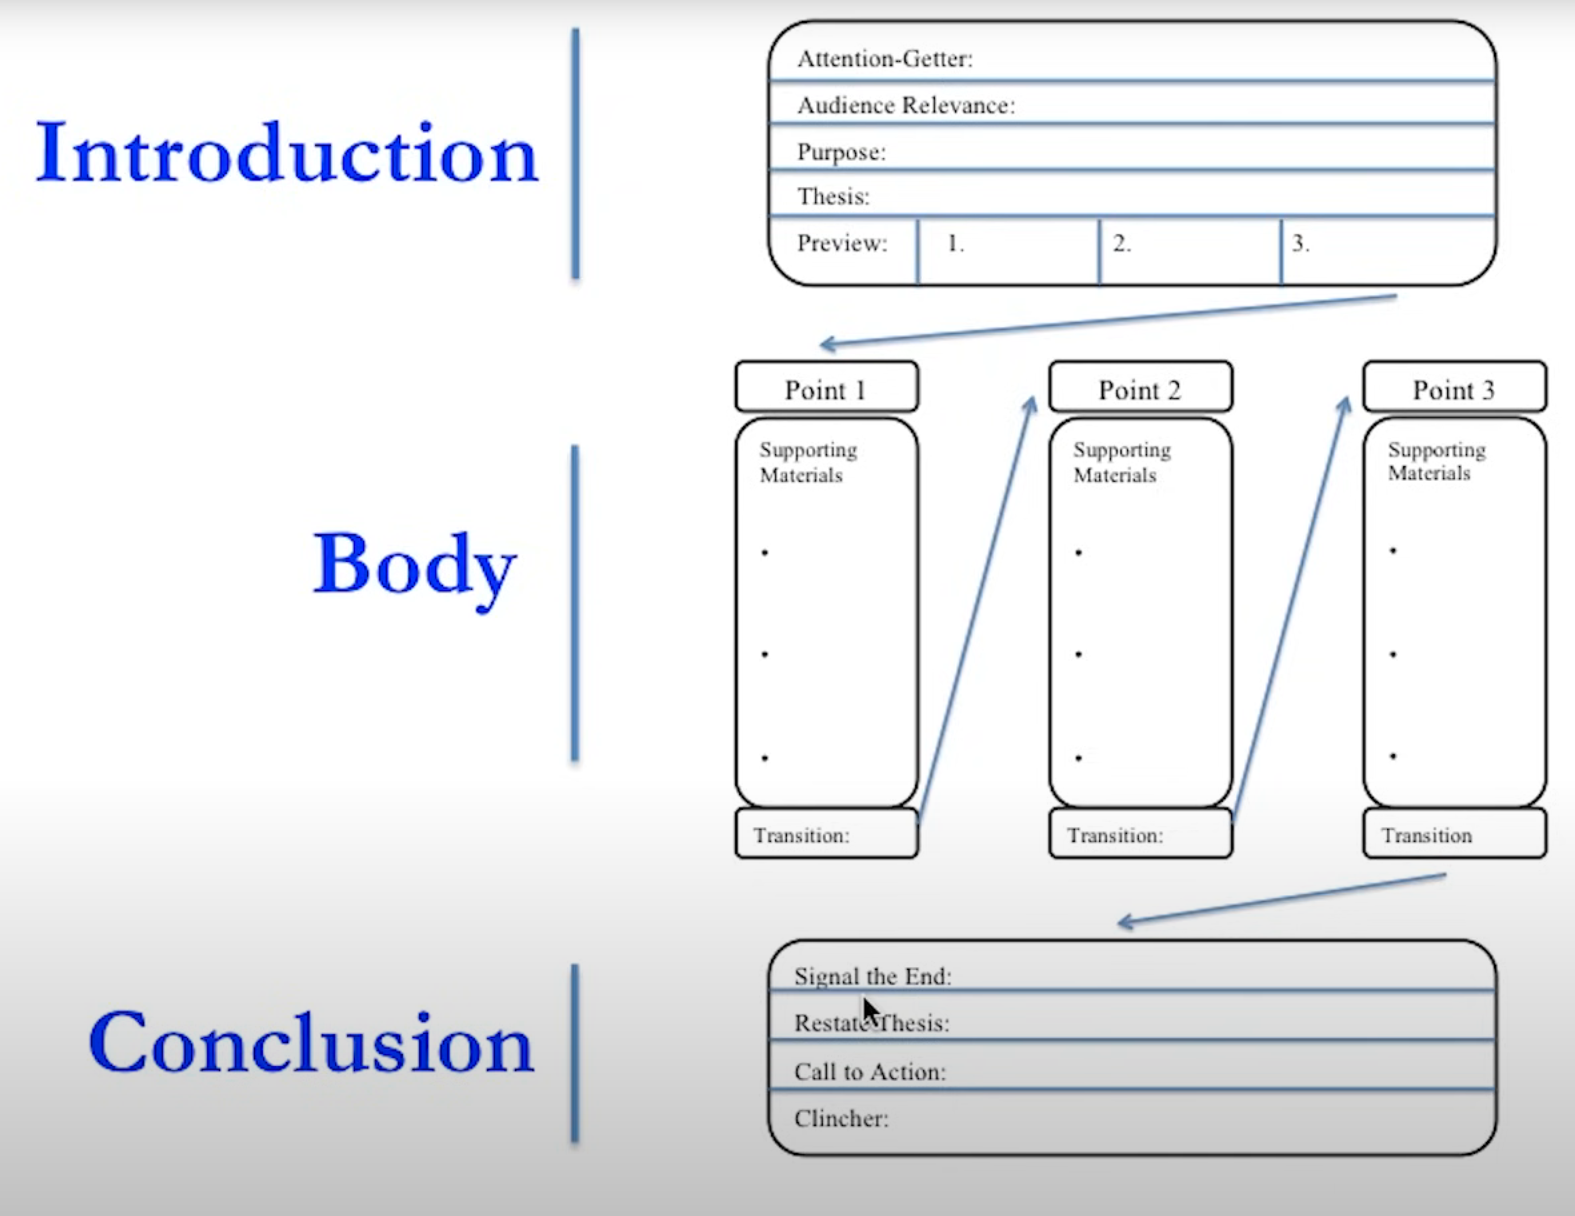 Introduction
Attention-Getter:
Audience Relevance:
Purpose:
Thesis:
Preview: 1. 2. 3.
Body
Point 1
Supporting
Materials
•
•
•
Transition:
Point 2
Supporting
Materials
•
•
•
Transition:
Point 3
Supporting
Materials
•
•
•
Transition
Conclusion
Signal the End:
Restate Thesis:
Call to Action:
Clincher: